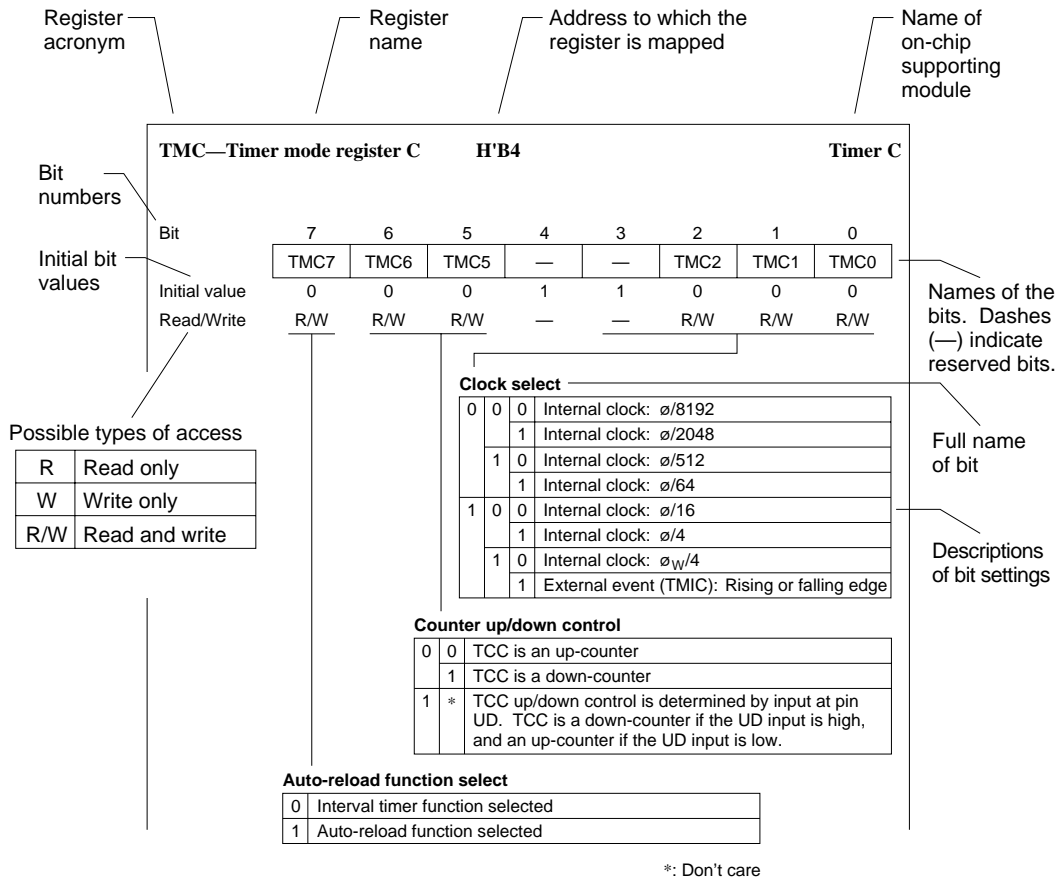 Register acronym
Register name
Address to which the register is mapped
Name of on-chip supporting module
TMC—Timer mode register C H'B4 Timer C
Bit numbers
Bit 7 6 5 4 3 2 1 0
Initial bit values
TMC7 TMC6 TMC5 — — TMC2 TMC1 TMC0
Initial value 0 0 0 1 1 0 0 0
Read/Write R/W R/W R/W — — R/W R/W R/W
Names of the bits. Dashes (—) indicate reserved bits.
Clock select
0 0 0 Internal clock: ø/8192
1 Internal clock: ø/2048
1 0 Internal clock: ø/512
1 Internal clock: ø/64
1 0 0 Internal clock: ø/16
1 Internal clock: ø/4
1 0 Internal clock: øW/4
1 External event (TMIC): Rising or falling edge
Full name of bit
Descriptions of bit settings
Possible types of access
R Read only
W Write only
R/W Read and write
Counter up/down control
0 0 TCC is an up-counter
1 TCC is a down-counter
1 * TCC up/down control is determined by input at pin
UD. TCC is a down-counter if the UD input is high,
and an up-counter if the UD input is low.
Auto-reload function select
0 Interval timer function selected
1 Auto-reload function selected
*: Don't care